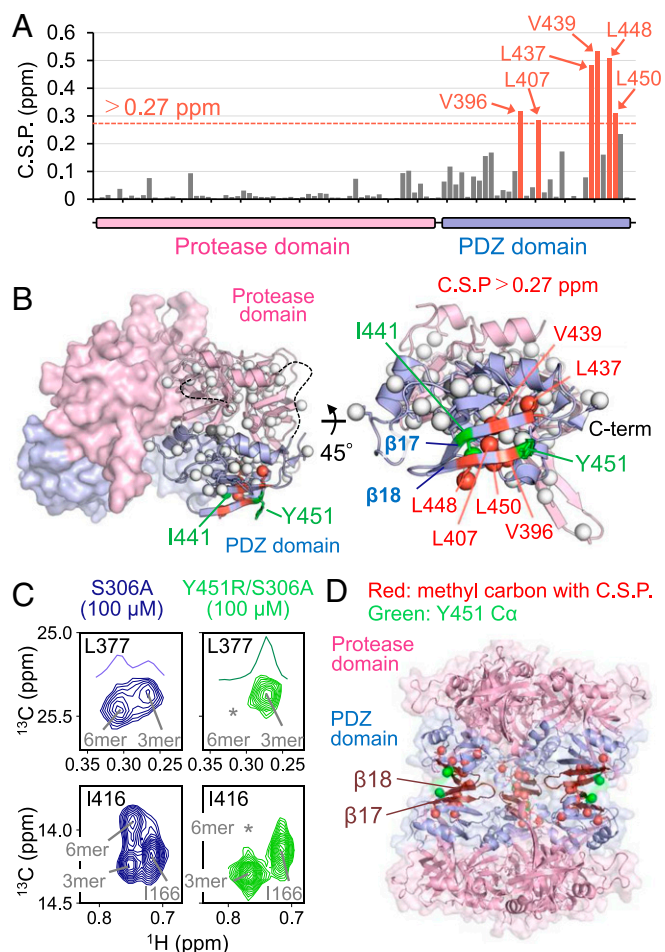 A
C.S.P. (ppm)
0.6
0.5
0.4
0.3
0.2
0.1
0
> 0.27 ppm
V396
L407
L437
V439
L448
L450
Protease domain
PDZ domain
B
Protease
domain
I441
Y451
PDZ domain
45°
C.S.P > 0.27 ppm
I441
V439
L437
C-term
β17
β18
Y451
L448
L450
V396
L407
C
S306A
(100 μM)
Y451R/S306A
(100 μM)
13C (ppm)
25.0
25.5
L377
6mer
3mer
L377
*
6mer
3mer
0.35
0.30
0.25
0.35
0.30
0.25
13C (ppm)
14.0
14.5
I416
6mer
3mer
I166
I416
6mer
*
3mer
I166
0.8
0.7
0.8
0.7
1H (ppm)
D
Red: methyl carbon with C.S.P.
Green: Y451 Cα
Protease
domain
PDZ
domain
β18
β17